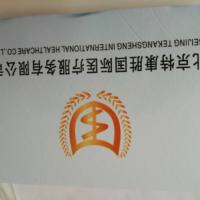 北京特康胜国际医疗服务有限公司
BEIJING TEKANGSHENG INTERNATIONAL HEALTHCARE CO.,L